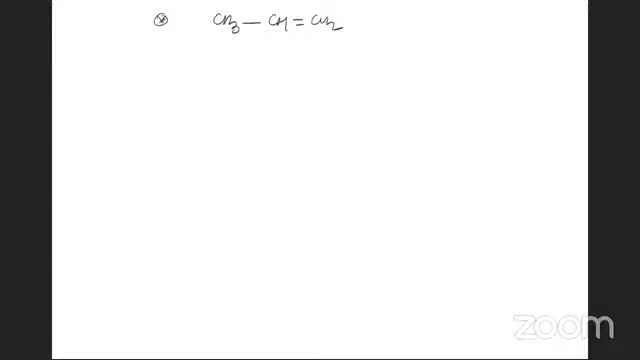 ⊛ CH3 — CH = CH2
zoom